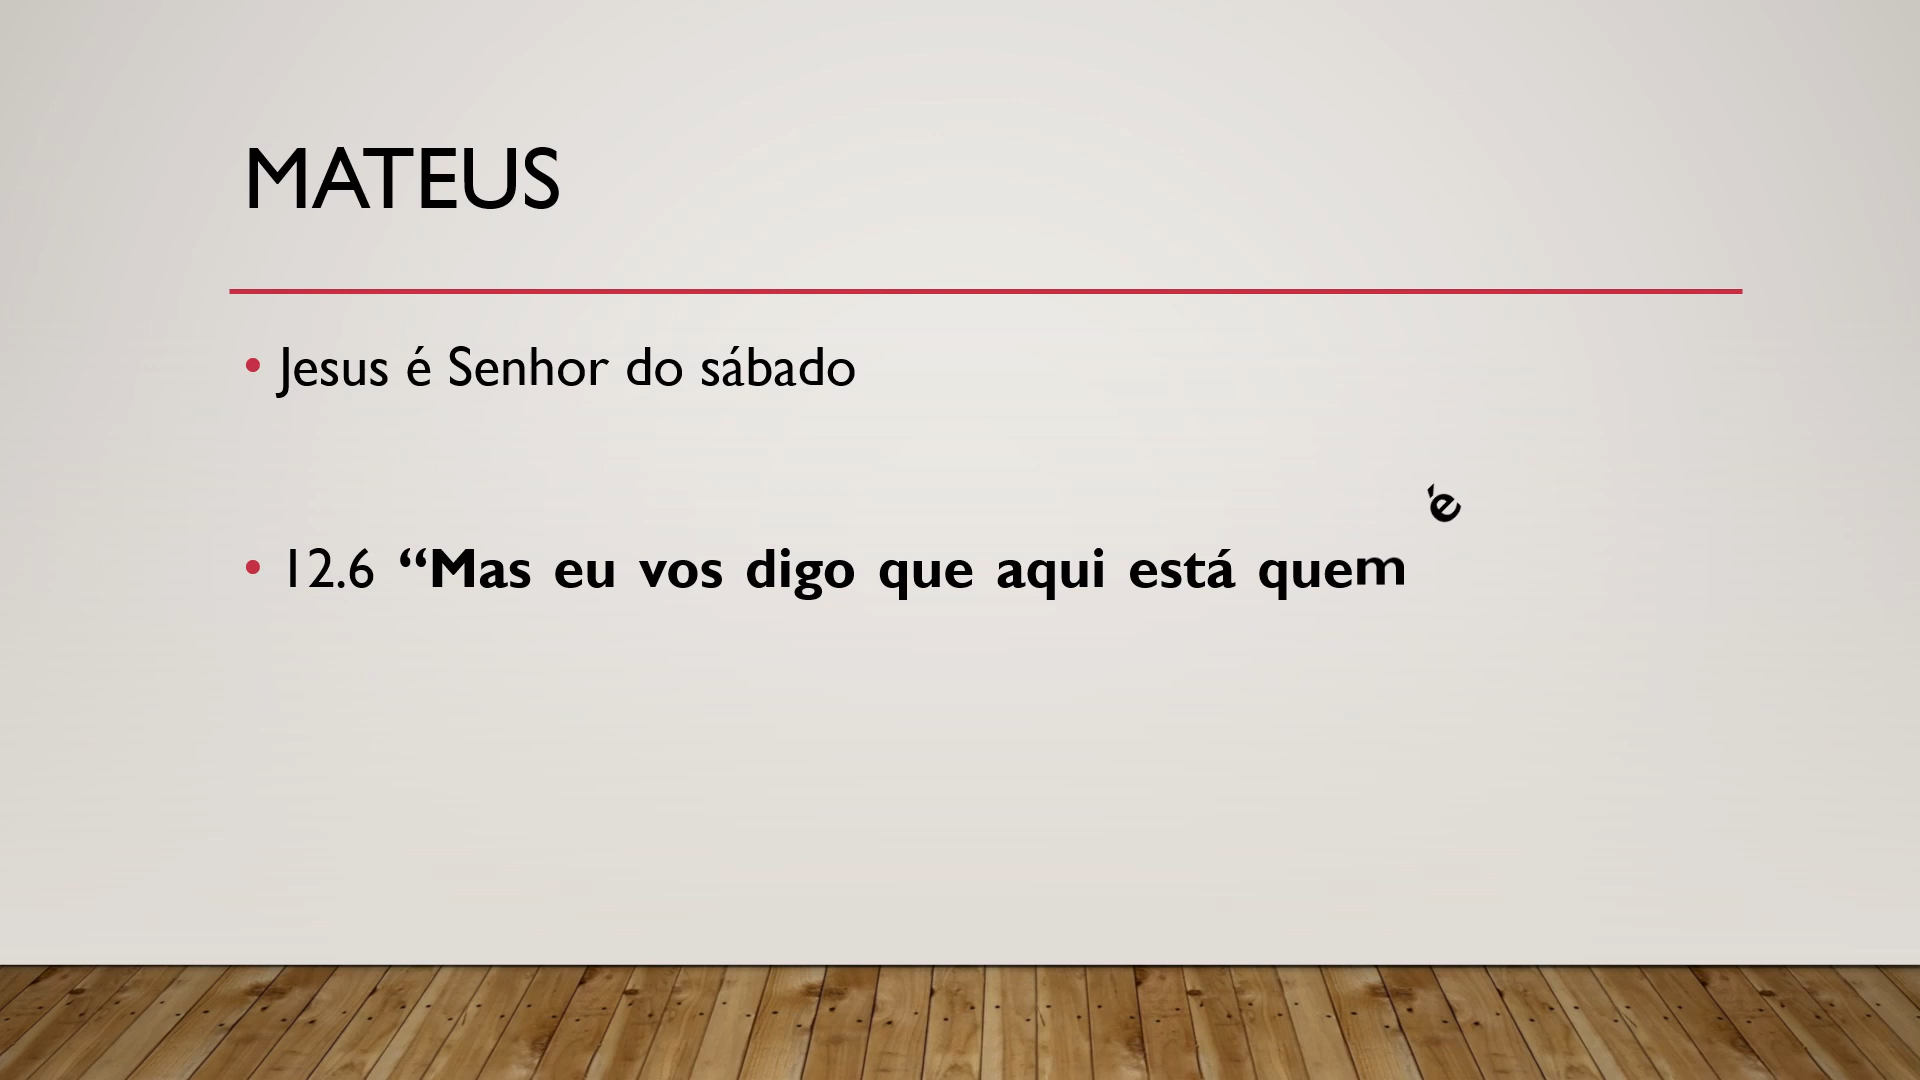 MATEUS
• Jesus é Senhor do sábado
• 12.6 “Mas eu vos digo que aqui está quem é